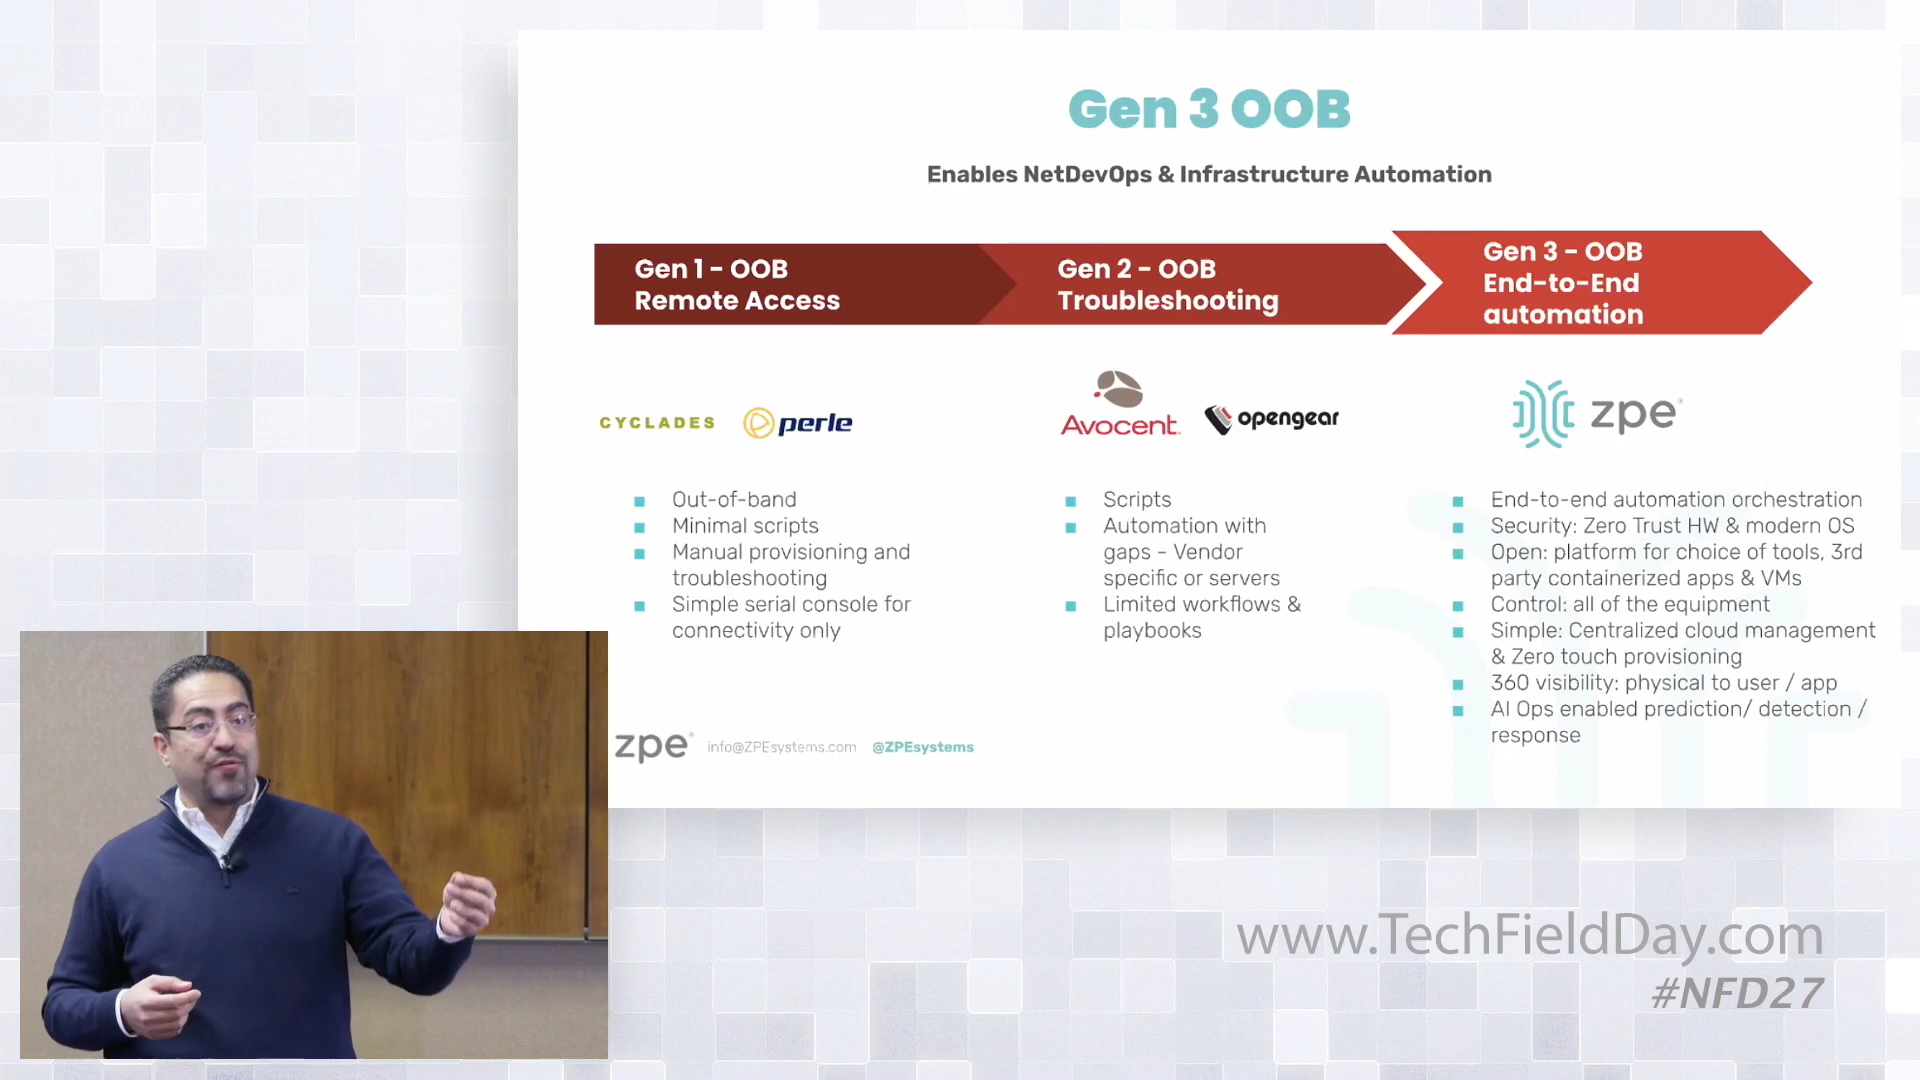 Gen 3 OOB
Enables NetDevOps & Infrastructure Automation
Gen 1 - OOB
Remote Access
Gen 2 - OOB
Troubleshooting
Gen 3 - OOB
End-to-End
automation
CYCLADES
perle
Avocent.
opengear
zpe®
Out-of-band
Minimal scripts
Manual provisioning and
troubleshooting
Simple serial console for
connectivity only
Scripts
Automation with
gaps - Vendor
specific or servers
Limited workflows &
playbooks
End-to-end automation orchestration
Security: Zero Trust HW & modern OS
Open: platform for choice of tools, 3rd
party containerized apps & VMs
Control: all of the equipment
Simple: Centralized cloud management
& Zero touch provisioning
360 visibility: physical to user / app
AI Ops enabled prediction/ detection /
response
zpe® info@ZPEsystems.com @ZPEsystems
www.TechFieldDay.com
#NFD27